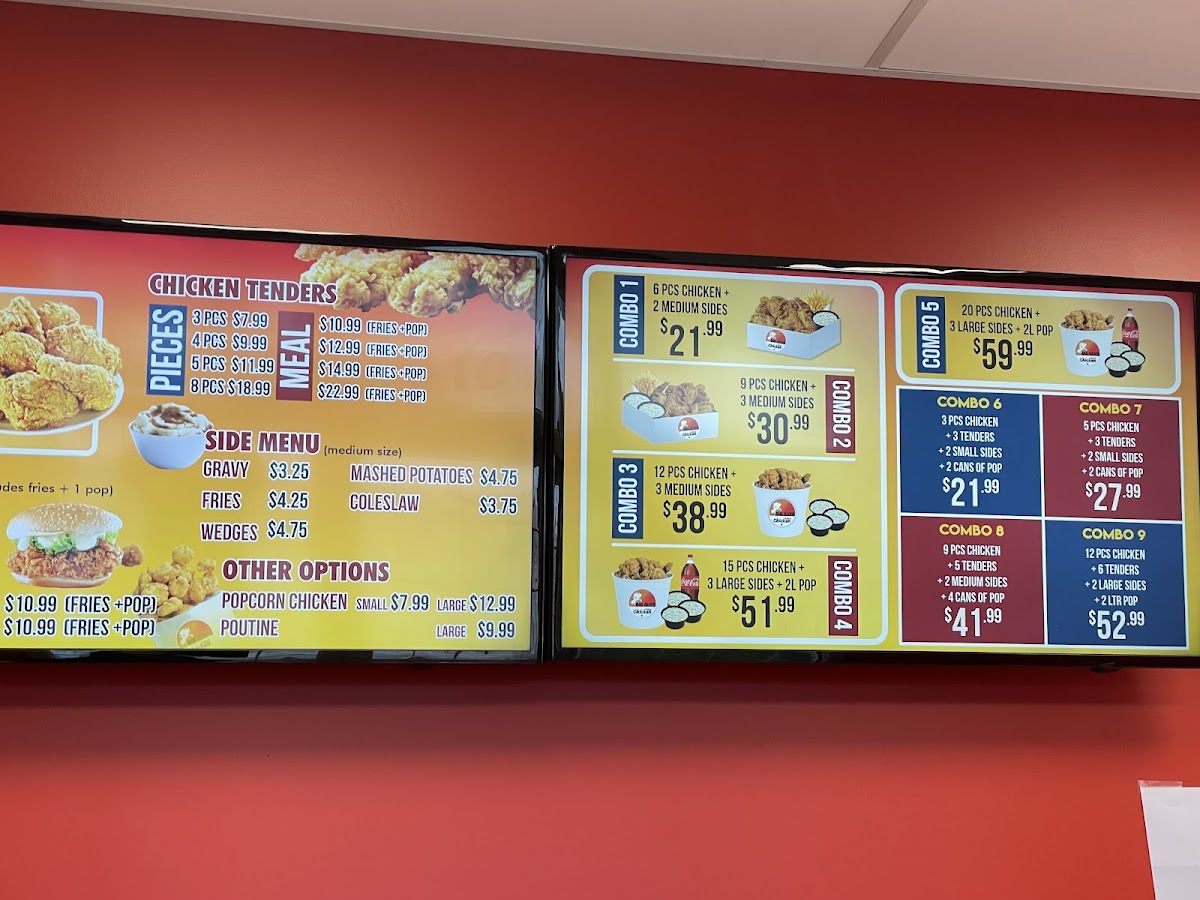 CHICKEN TENDERS
PIECES
3 PCS $7.99
4 PCS $9.99
5 PCS $11.99
8 PCS $18.99
MEAL
$10.99 (FRIES +POP)
$12.99 (FRIES +POP)
$14.99 (FRIES +POP)
$22.99 (FRIES +POP)
SIDE MENU (medium size)
GRAVY $3.25
FRIES $4.25
WEDGES $4.75
MASHED POTATOES $4.75
COLESLAW $3.75
udes fries + 1 pop)
$10.99 (FRIES +POP)
$10.99 (FRIES +POP)
OTHER OPTIONS
POPCORN CHICKEN SMALL $7.99 LARGE $12.99
POUTINE LARGE $9.99
COMBO 1
6 PCS CHICKEN +
2 MEDIUM SIDES
$21.99
9 PCS CHICKEN +
3 MEDIUM SIDES
$30.99
COMBO 2
COMBO 3
12 PCS CHICKEN +
3 MEDIUM SIDES
$38.99
15 PCS CHICKEN +
3 LARGE SIDES + 2L POP
$51.99
COMBO 4
COMBO 5
20 PCS CHICKEN +
3 LARGE SIDES + 2L POP
$59.99
COMBO 6
3 PCS CHICKEN
+ 3 TENDERS
+ 2 SMALL SIDES
+ 2 CANS OF POP
$21.99
COMBO 7
5 PCS CHICKEN
+ 3 TENDERS
+ 2 SMALL SIDES
+ 2 CANS OF POP
$27.99
COMBO 8
9 PCS CHICKEN
+ 5 TENDERS
+ 2 MEDIUM SIDES
+ 4 CANS OF POP
$41.99
COMBO 9
12 PCS CHICKEN
+ 6 TENDERS
+ 2 LARGE SIDES
+ 2 LTR POP
$52.99